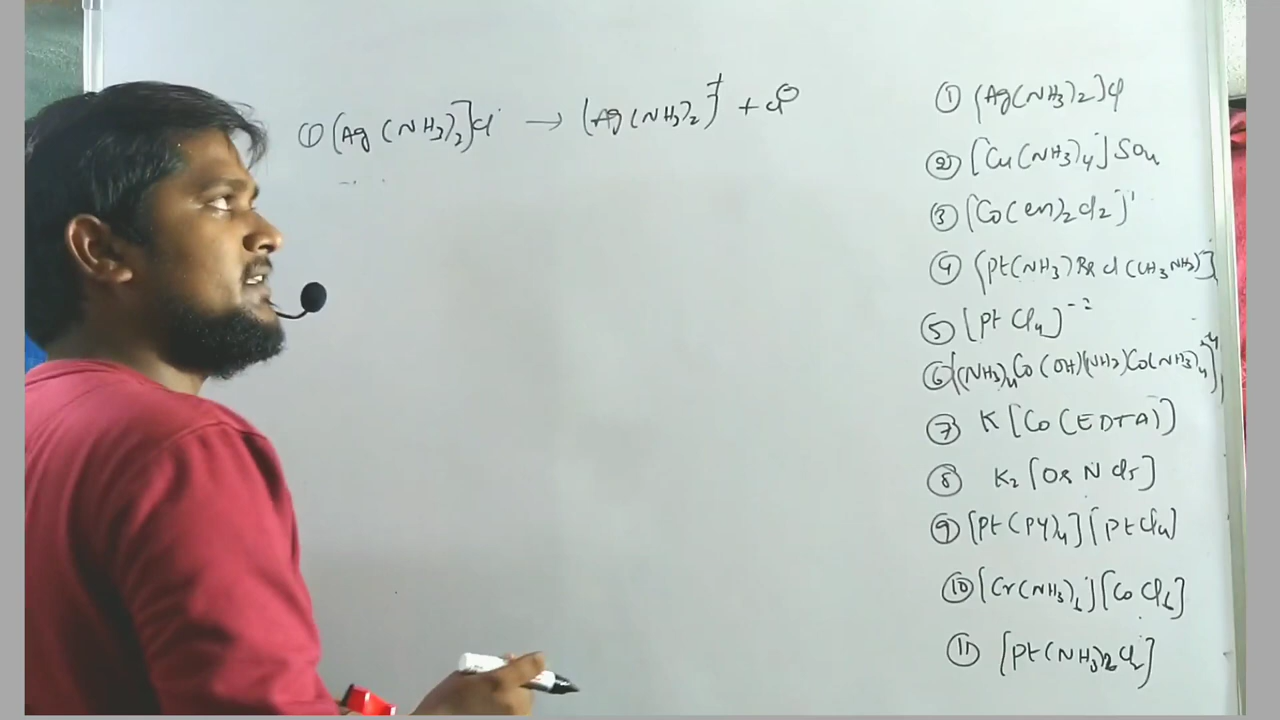 ① [Ag(NH3)2]Cl → [Ag(NH3)2]+ + Cl⊖
① [Ag(NH3)2]Cl
② [Cu(NH3)4]SO4
③ [Co(en)2Cl2]+
④ [Pt(NH3)BrCl(CH3NH2)]
⑤ [PtCl4]-2
⑥ [(NH3)4Co(OH)(NH2)Co(NH3)4]+4
⑦ K[Co(EDTA)]
⑧ K2[OsNCl5]
⑨ [Pt(PY)4][PtCl4]
⑩ [Cr(NH3)6][CoCl6]
⑪ [Pt(NH3)2Cl2]